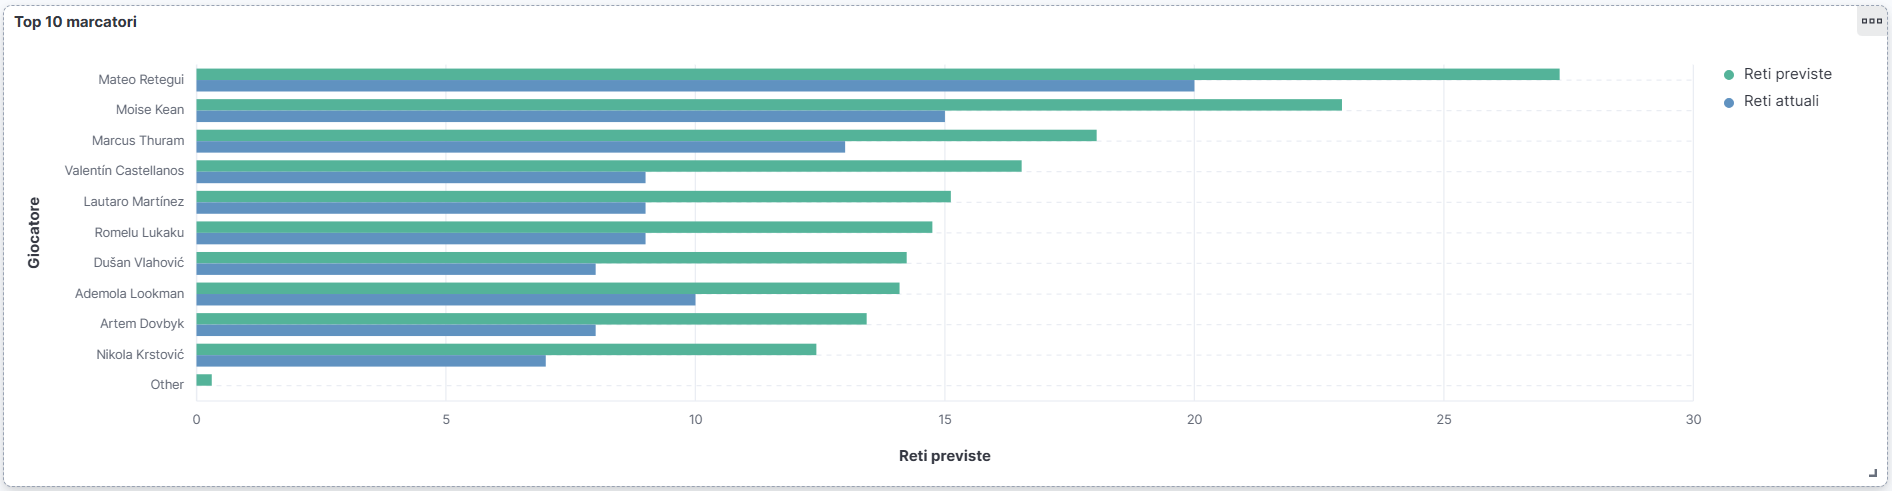 Top 10 marcatori
Mateo Retegui
Moise Kean
Marcus Thuram
Valentín Castellanos
Lautaro Martínez
Romelu Lukaku
Dušan Vlahović
Ademola Lookman
Artem Dovbyk
Nikola Krstović
Other
Giocatore
0 5 10 15 20 25 30
Reti previste
Reti previste
Reti attuali